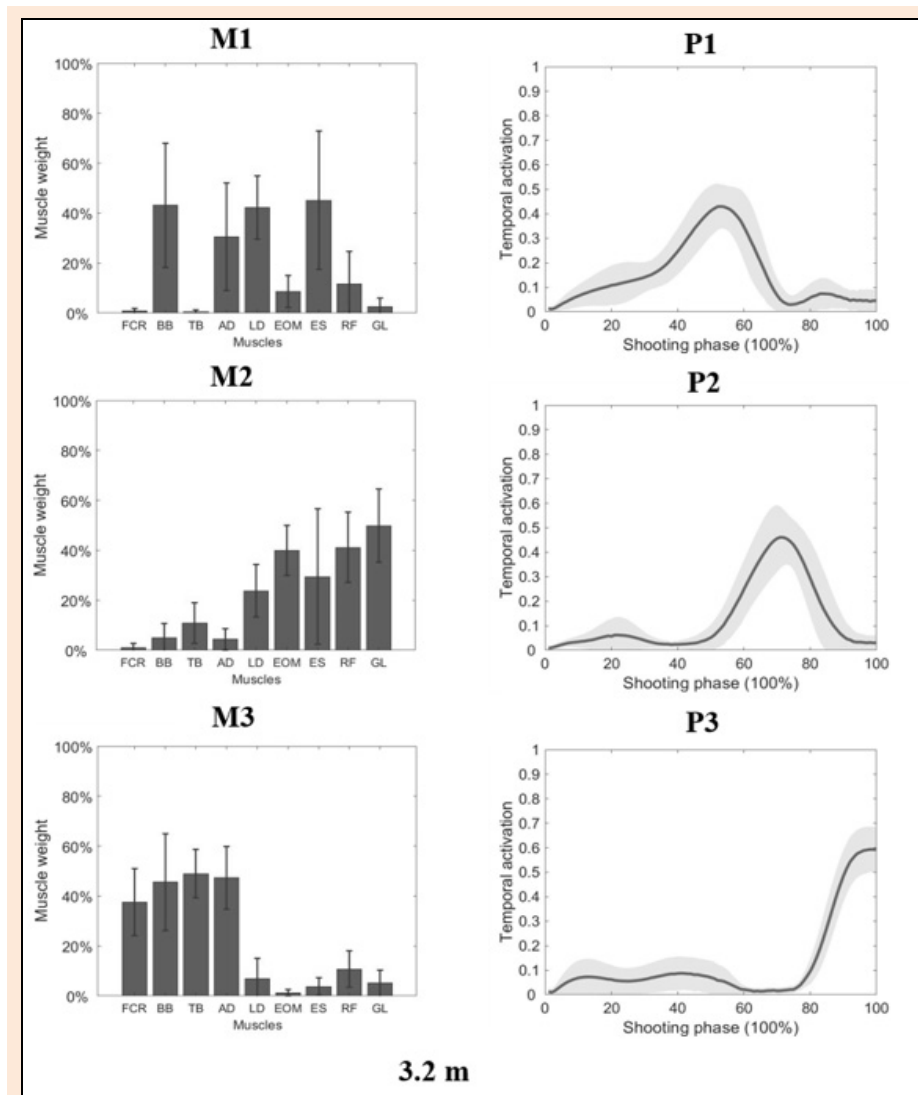 M1
100%
80%
60%
40%
20%
0%
Muscle weight
FCR BB TB AD LD EOM ES RF GL
Muscles
P1
1
0.9
0.8
0.7
0.6
0.5
0.4
0.3
0.2
0.1
0
Temporal activation
0 20 40 60 80 100
Shooting phase (100%)
M2
100%
80%
60%
40%
20%
0%
Muscle weight
FCR BB TB AD LD EOM ES RF GL
Muscles
P2
1
0.9
0.8
0.7
0.6
0.5
0.4
0.3
0.2
0.1
0
Temporal activation
0 20 40 60 80 100
Shooting phase (100%)
M3
100%
80%
60%
40%
20%
0%
Muscle weight
FCR BB TB AD LD EOM ES RF GL
Muscles
P3
1
0.9
0.8
0.7
0.6
0.5
0.4
0.3
0.2
0.1
0
Temporal activation
0 20 40 60 80 100
Shooting phase (100%)
3.2 m